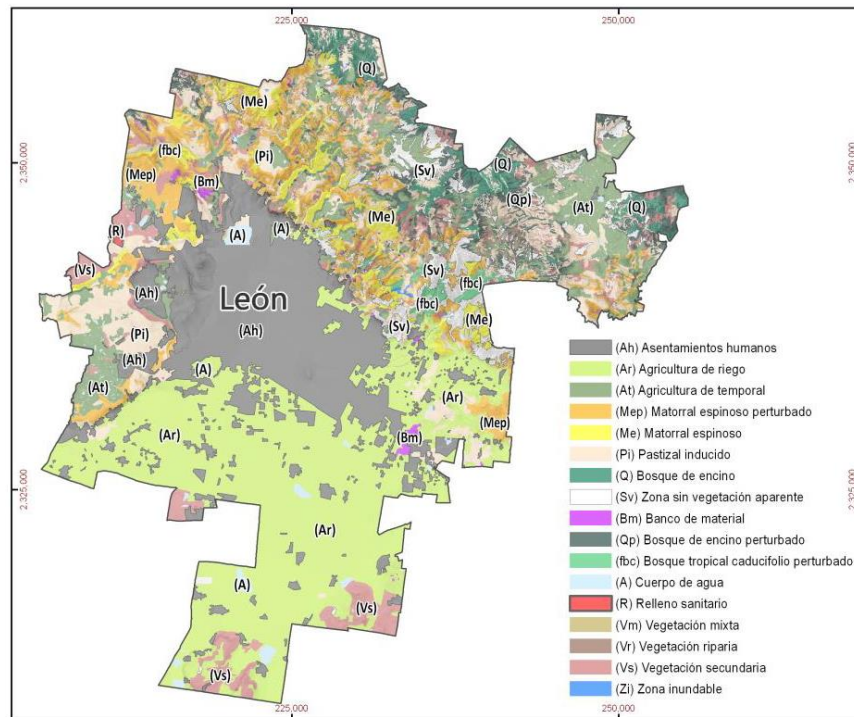 225,000
250,000
(Q)
(Me)
2.350,000
2.350,000
(fbc)
(Pi)
(Sv)
(Q)
(Mep)
(Bm)
(Qp)
(At)
(Q)
(R)
(A)
(A)
(Me)
(Vs)
(Sv)
(fbc)
(Ah)
León
(fbc)
(Pi)
(Ah)
(Sv)
(Me)
(Ah)
(A)
(At)
(Ar)
(Mep)
(Ar)
(Bm)
2.325,000
2.325,000
(Ar)
(A)
(Vs)
(Vs)
(Ah) Asentamientos humanos
(Ar) Agricultura de riego
(At) Agricultura de temporal
(Mep) Matorral espinoso perturbado
(Me) Matorral espinoso
(Pi) Pastizal inducido
(Q) Bosque de encino
(Sv) Zona sin vegetación aparente
(Bm) Banco de material
(Qp) Bosque de encino perturbado
(fbc) Bosque tropical caducifolio perturbado
(A) Cuerpo de agua
(R) Relleno sanitario
(Vm) Vegetación mixta
(Vr) Vegetación riparia
(Vs) Vegetación secundaria
(Zi) Zona inundable
225,000
250,000